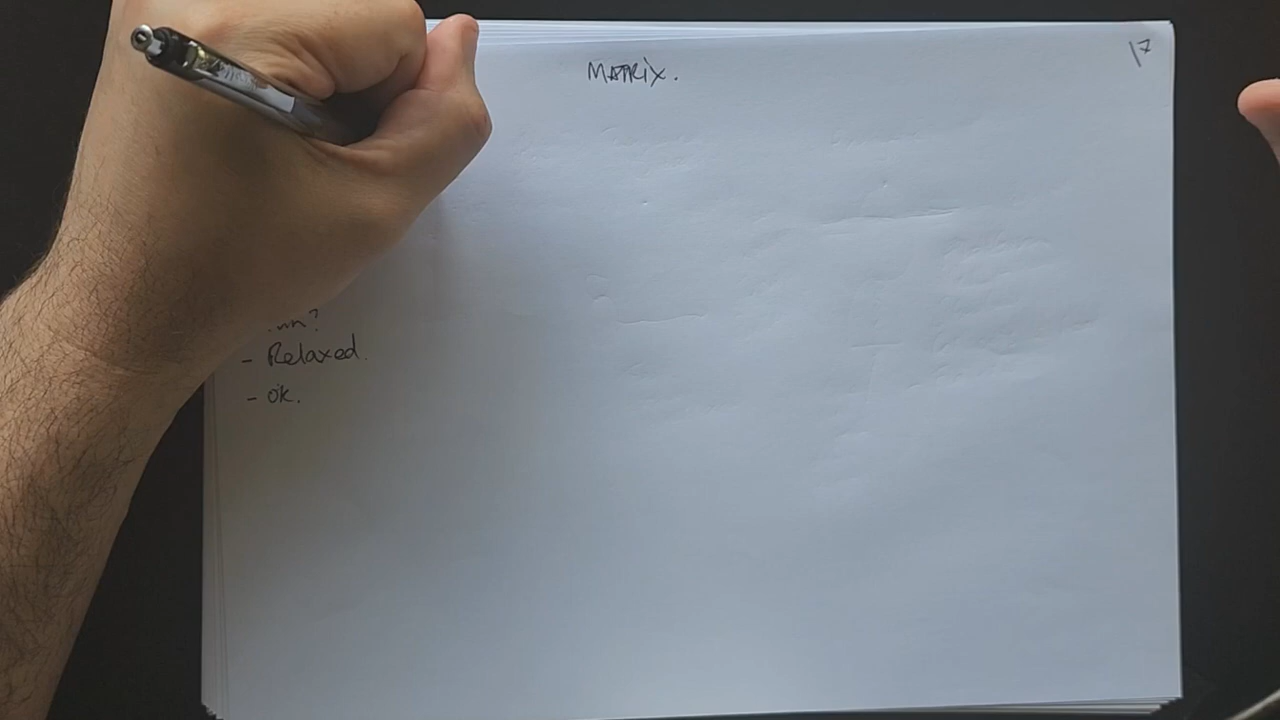 MATRIX.
17
- Relaxed.
- ok.